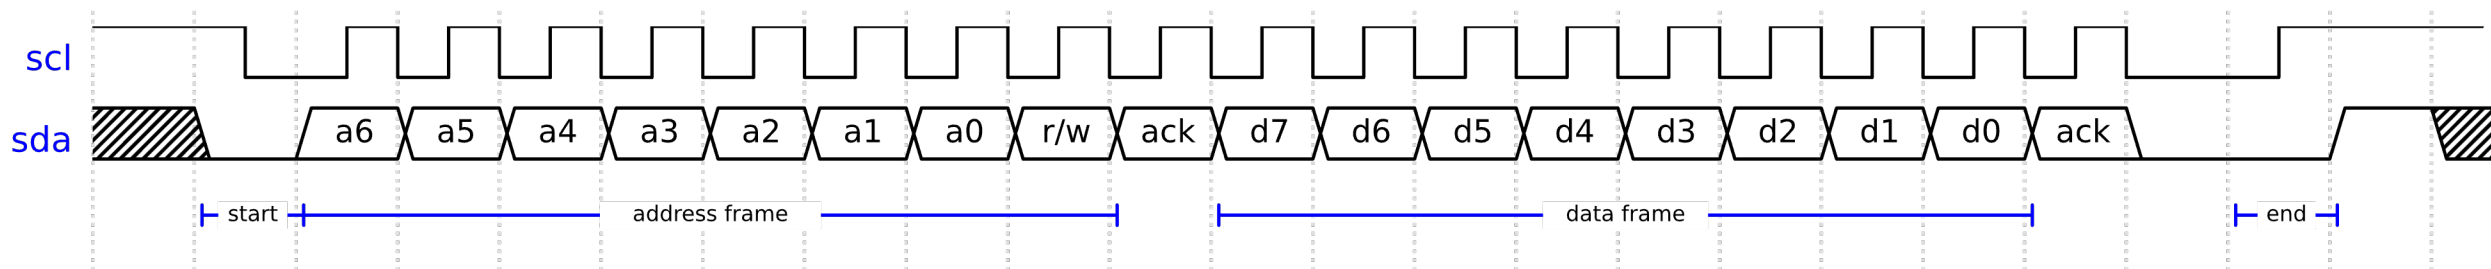 scl
sda a6 a5 a4 a3 a2 a1 a0 r/w ack d7 d6 d5 d4 d3 d2 d1 d0 ack
start address frame data frame end